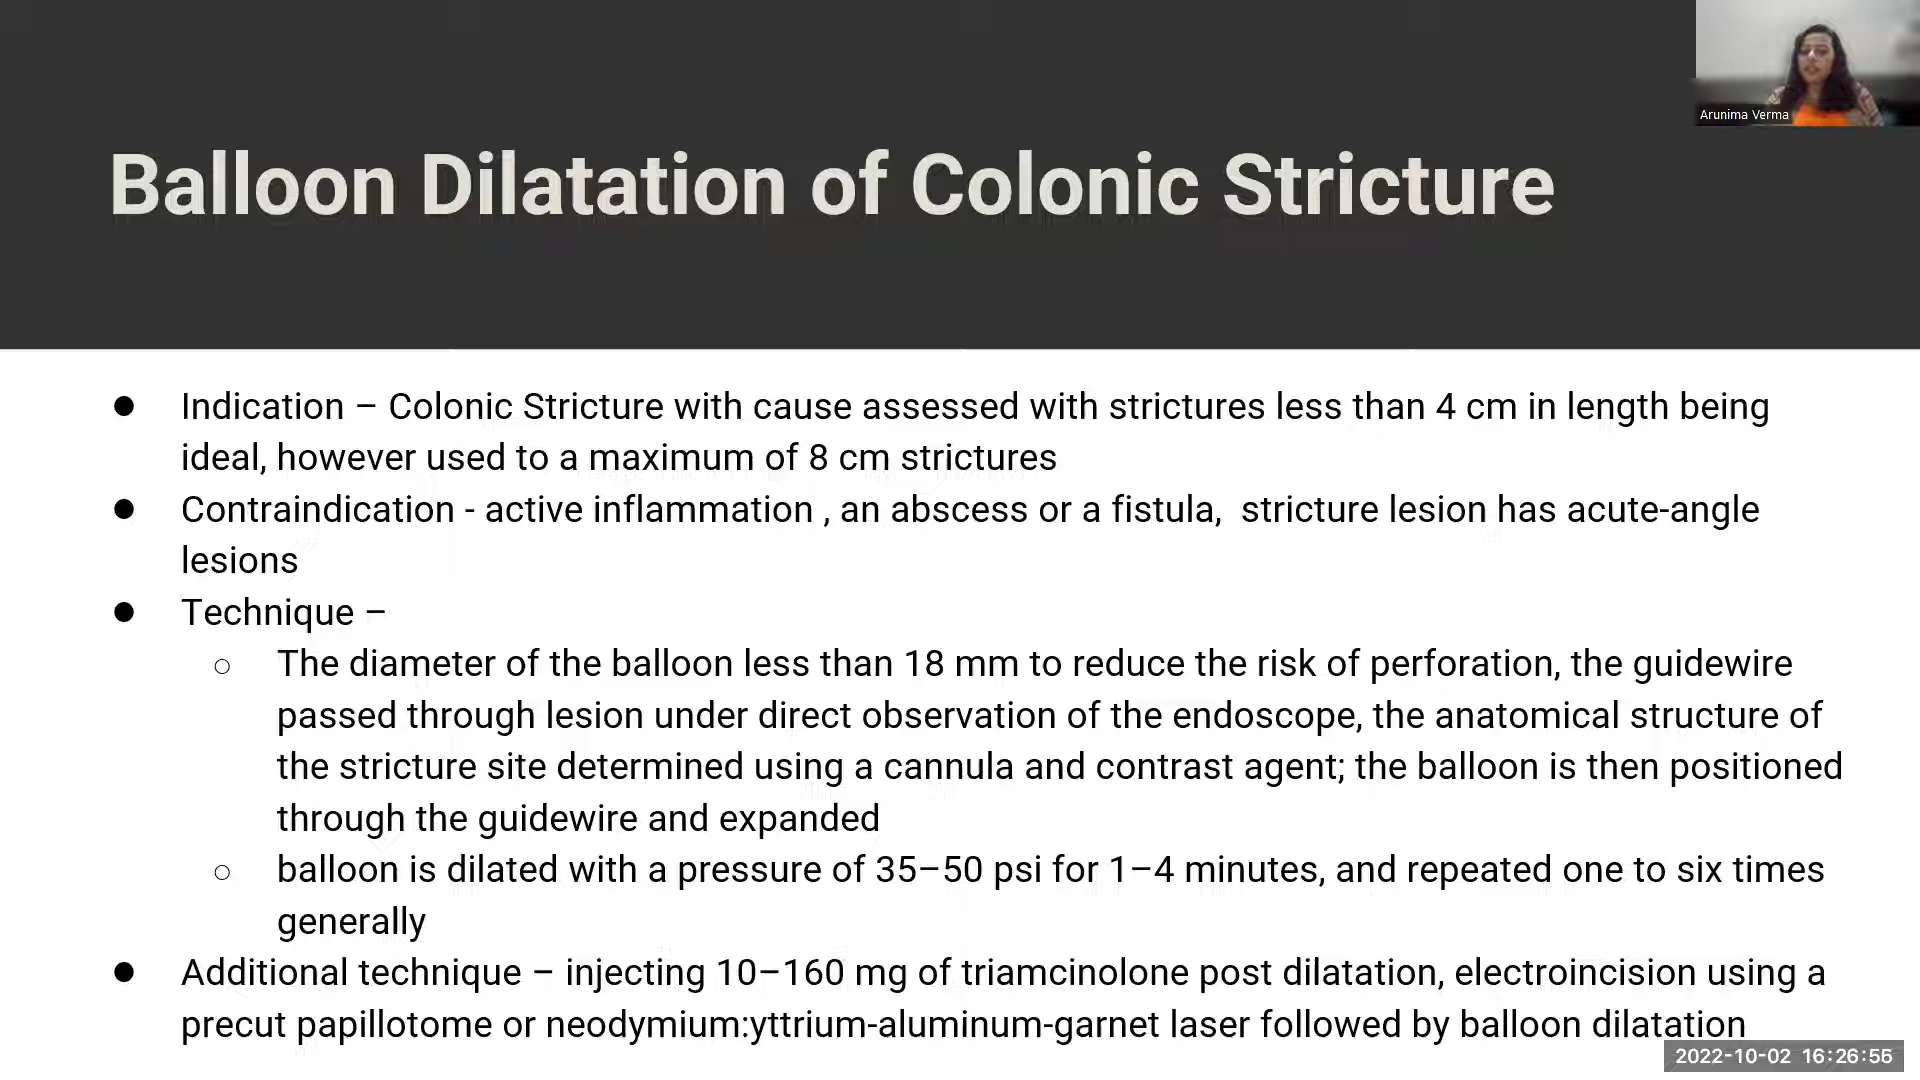 Arunima Verma
Balloon Dilatation of Colonic Stricture
● Indication – Colonic Stricture with cause assessed with strictures less than 4 cm in length being
ideal, however used to a maximum of 8 cm strictures
● Contraindication - active inflammation , an abscess or a fistula,  stricture lesion has acute-angle
lesions
● Technique –
○ The diameter of the balloon less than 18 mm to reduce the risk of perforation, the guidewire
passed through lesion under direct observation of the endoscope, the anatomical structure of
the stricture site determined using a cannula and contrast agent; the balloon is then positioned
through the guidewire and expanded
○ balloon is dilated with a pressure of 35–50 psi for 1–4 minutes, and repeated one to six times
generally
● Additional technique – injecting 10–160 mg of triamcinolone post dilatation, electroincision using a
precut papillotome or neodymium:yttrium-aluminum-garnet laser followed by balloon dilatation
2022-10-02 16:26:55